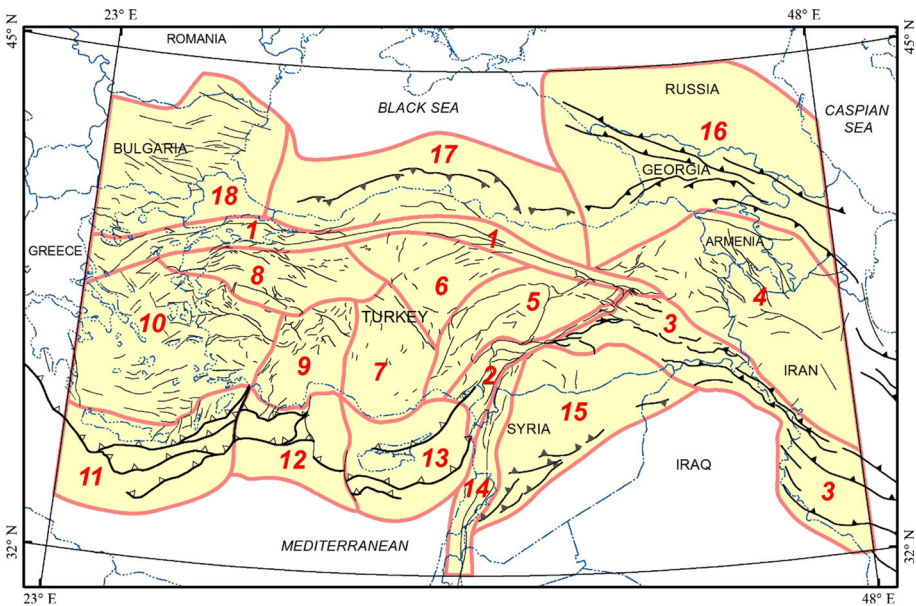 23° E
48° E
45° N
45° N
ROMANIA
BLACK SEA
RUSSIA
CASPIAN
SEA
16
BULGARIA
17
GEORGIA
18
1
1
GREECE
ARMENIA
8
6
4
10
5
TURKEY
3
9
7
2
IRAN
15
SYRIA
12
13
11
14
IRAQ
3
MEDITERRANEAN
32° N
32° N
23° E
48° E